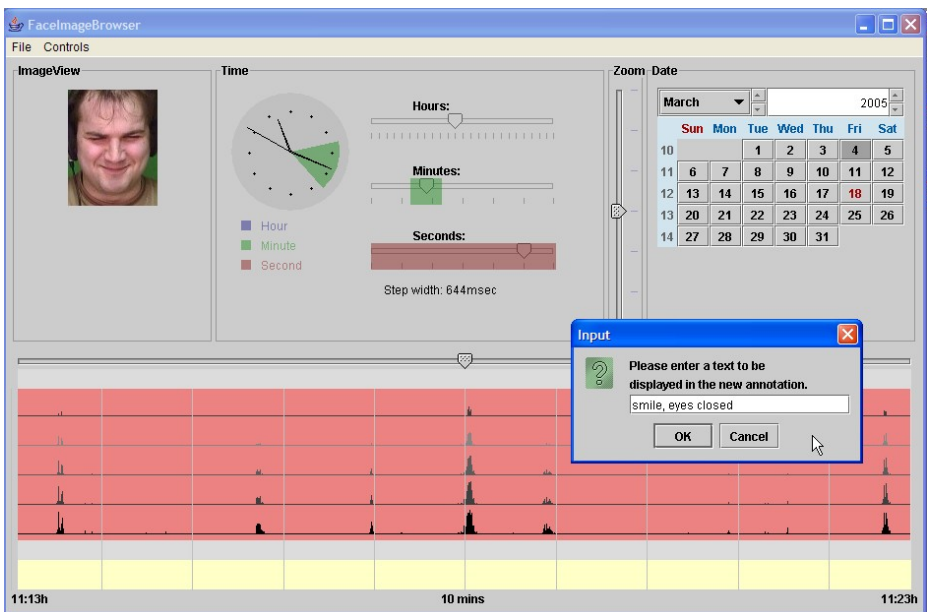 FaceImageBrowser
File Controls
ImageView
Time
Zoom
Date
Hours:
Minutes:
Seconds:
Step width: 644msec
Hour
Minute
Second
March 2005
Sun Mon Tue Wed Thu Fri Sat
10 1 2 3 4 5
11 6 7 8 9 10 11 12
12 13 14 15 16 17 18 19
13 20 21 22 23 24 25 26
14 27 28 29 30 31
Input
Please enter a text to be
displayed in the new annotation.
smile, eyes closed
OK Cancel
11:13h 10 mins 11:23h